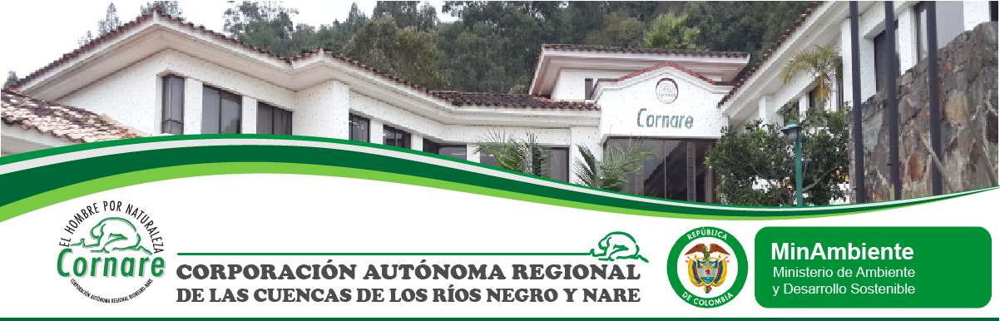 Cornare
EL HOMBRE POR NATURALEZA
Cornare
CORPORACIÓN AUTÓNOMA REGIONAL RIONEGRO-NARE
CORPORACIÓN AUTÓNOMA REGIONAL
DE LAS CUENCAS DE LOS RÍOS NEGRO Y NARE
REPÚBLICA
DE COLOMBIA
MinAmbiente
Ministerio de Ambiente
y Desarrollo Sostenible